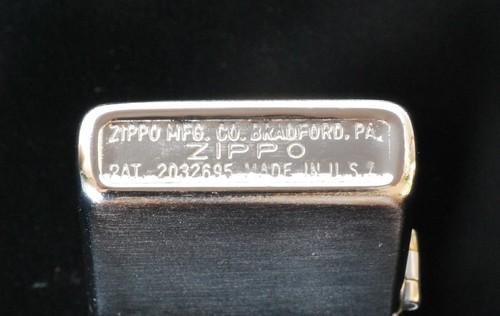 ZIPPO MFG. CO. BRADFORD. PA.
ZIPPO
PAT. 2032695 MADE IN U.S.A.